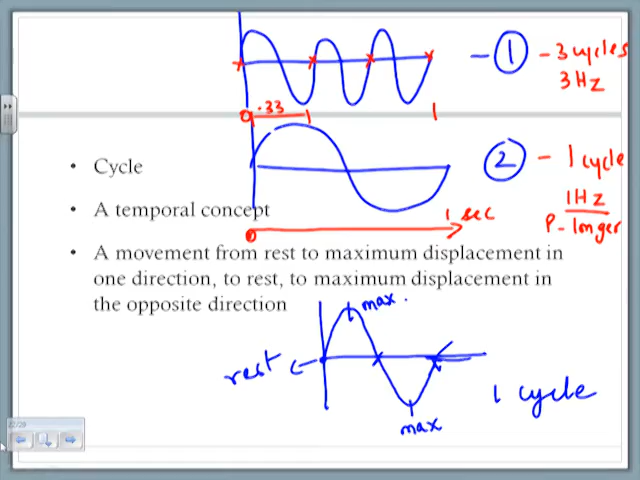 - 1 - 3 cycles
3 Hz
0 .33 1 1
2 - 1 cycle
1 Hz
P - longer
• Cycle
• A temporal concept
1 sec
0
• A movement from rest to maximum displacement in
one direction, to rest, to maximum displacement in
the opposite direction
max.
rest
1 cycle
max